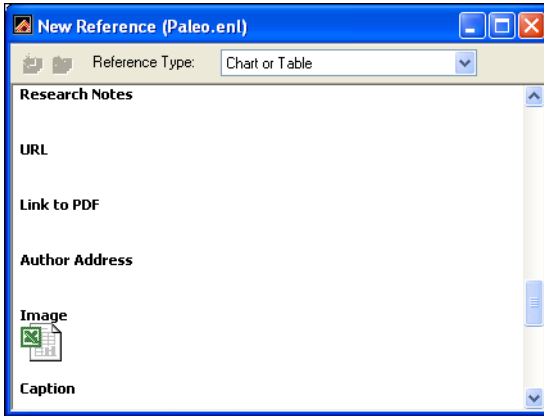 New Reference (Paleo.enl)
Reference Type: Chart or Table
Research Notes
URL
Link to PDF
Author Address
Image
Caption